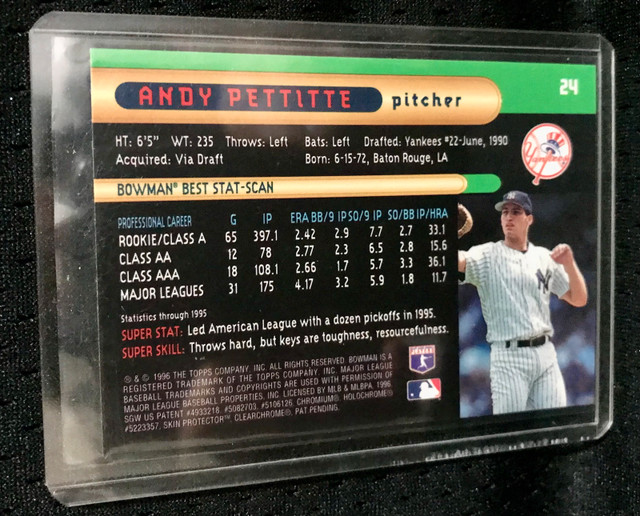 24
ANDY PETTITTE pitcher
HT: 6'5" WT: 235 Throws: Left Bats: Left Drafted: Yankees #22-June, 1990
Acquired: Via Draft Born: 6-15-72, Baton Rouge, LA
Yankees
BOWMAN® BEST STAT-SCAN
PROFESSIONAL CAREER G IP ERA BB/9 IP SO/9 IP SO/BB IP/HRA
ROOKIE/CLASS A 65 397.1 2.42 2.9 7.7 2.7 33.1
CLASS AA 12 78 2.77 2.3 6.5 2.8 15.6
CLASS AAA 18 108.1 2.66 1.7 5.7 3.3 36.1
MAJOR LEAGUES 31 175 4.17 3.2 5.9 1.8 11.7
Statistics through 1995
SUPER STAT: Led American League with a dozen pickoffs in 1995.
SUPER SKILL: Throws hard, but keys are toughness, resourcefulness.
® & © 1996 THE TOPPS COMPANY, INC. ALL RIGHTS RESERVED. BOWMAN IS A
REGISTERED TRADEMARK OF THE TOPPS COMPANY, INC. MAJOR LEAGUE
BASEBALL TRADEMARKS AND COPYRIGHTS ARE USED WITH PERMISSION OF
MAJOR LEAGUE BASEBALL PROPERTIES, INC. LICENSED BY MLB & MLBPA, 1996
SGW US PATENT #4933218, #5082703, #5106126. CHROMIUM®. HOLOCHROME®
#5223357. SKIN PROTECTOR™. CLEARCHROME®. PAT PENDING.